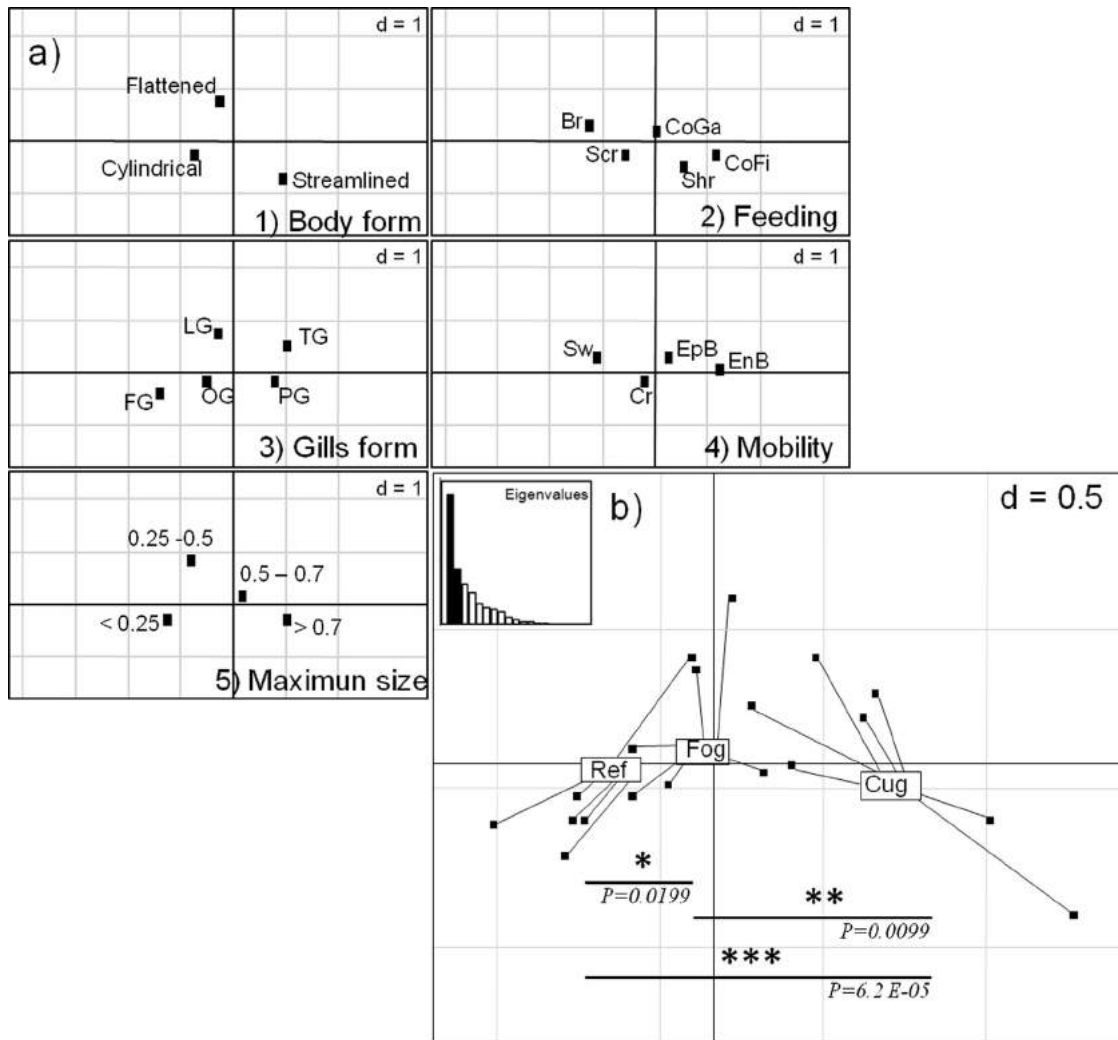 a)
d = 1
Flattened
Cylindrical
Streamlined
1) Body form
d = 1
Br
CoGa
Scr
CoFi
Shr
2) Feeding
d = 1
LG
TG
FG
OG
PG
3) Gills form
d = 1
Sw
EpB
EnB
Cr
4) Mobility
d = 1
0.25 -0.5
0.5 – 0.7
< 0.25
> 0.7
5) Maximun size
Eigenvalues
b)
d = 0.5
Ref
Fog
Cug
*
P=0.0199
**
P=0.0099
***
P=6.2 E-05